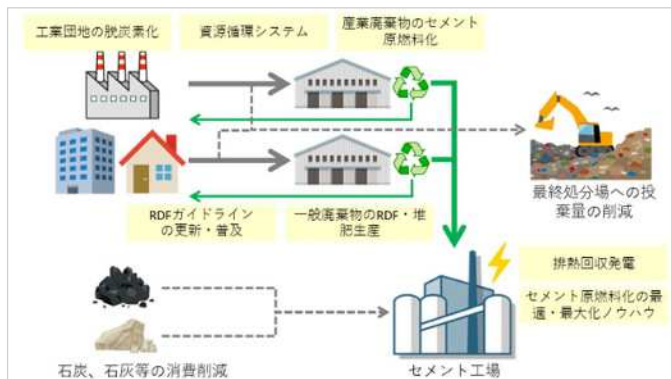 工業団地の脱炭素化
資源循環システム
産業廃棄物のセメント
原燃料化
最終処分場への投
棄量の削減
RDFガイドライン
の更新・普及
一般廃棄物のRDF・堆
肥生産
排熱回収発電
セメント原燃料化の最
適・最大化ノウハウ
石炭、石灰等の消費削減
セメント工場